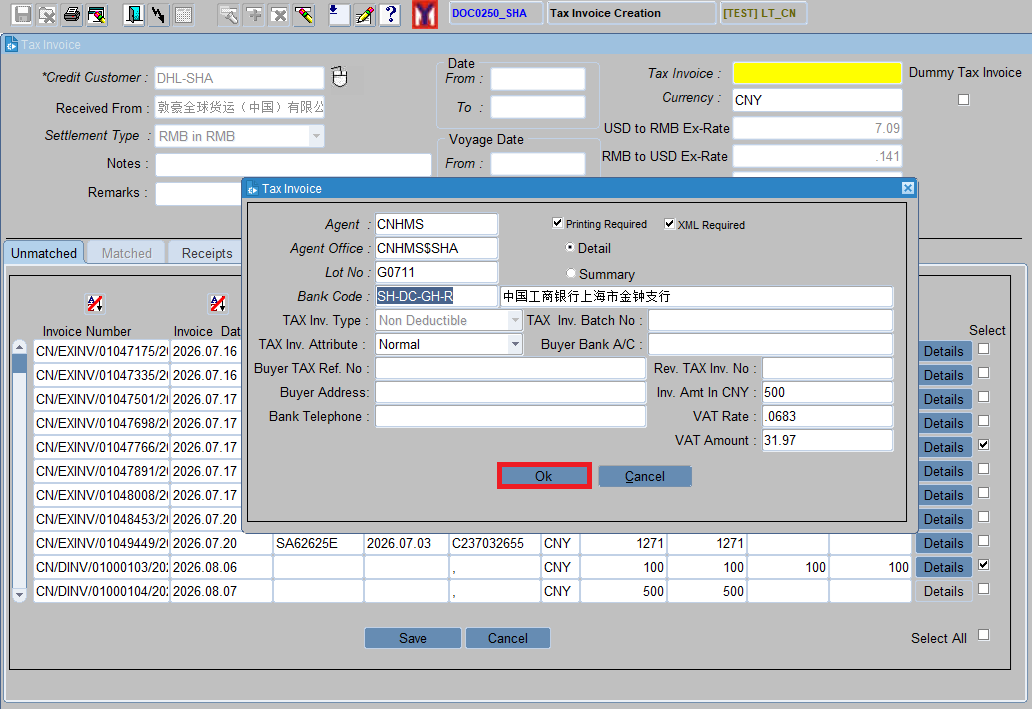 DOC0250_SHA Tax Invoice Creation [TEST] LT_CN
Tax Invoice
*Credit Customer : DHL-SHA
Received From : 敦豪全球货运（中国）有限公
Settlement Type : RMB in RMB
Notes :
Remarks :
Date
From :
To :
Voyage Date
From :
Tax Invoice : Dummy Tax Invoice
Currency : CNY
USD to RMB Ex-Rate 7.09
RMB to USD Ex-Rate .141
Tax Invoice
Agent : CNHMS
Agent Office : CNHMS$SHA
Lot No : G0711
Bank Code : SH-DC-GH-R 中国工商银行上海市金钟支行
Printing Required XML Required
Detail
Summary
TAX Inv. Type : Non Deductible TAX Inv. Batch No :
TAX Inv. Attribute : Normal Buyer Bank A/C :
Buyer TAX Ref. No : Rev. TAX Inv. No :
Buyer Address: Inv. Amt In CNY : 500
Bank Telephone : VAT Rate : .0683
VAT Amount : 31.97
Ok Cancel
Unmatched Matched Receipts
Invoice Number Invoice Dat Select
CN/EXINV/01047175/20 2026.07.16 Details
CN/EXINV/01047335/20 2026.07.16 Details
CN/EXINV/01047501/20 2026.07.17 Details
CN/EXINV/01047698/20 2026.07.17 Details
CN/EXINV/01047766/20 2026.07.17 Details
CN/EXINV/01047891/20 2026.07.17 Details
CN/EXINV/01048008/20 2026.07.17 Details
CN/EXINV/01048453/20 2026.07.20 Details
CN/EXINV/01049449/20 2026.07.20 SA62625E 2026.07.03 C237032655 CNY 1271 1271 Details
CN/DINV/01000103/202 2026.08.06 , CNY 100 100 100 100 Details
CN/DINV/01000104/202 2026.08.07 , CNY 500 500 Details
Save Cancel Select All